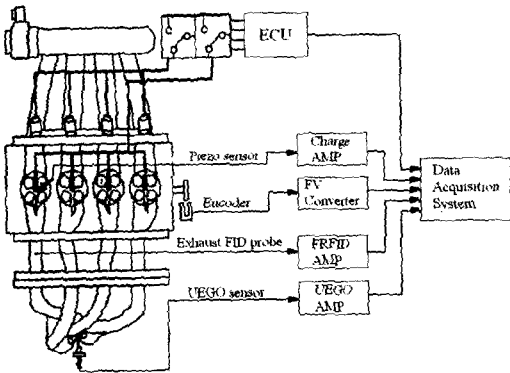 ECU
Piezo sensor
Charge
AMP
Encoder
FV
Converter
Data
Acquisition
System
Exhaust FID probe
FRFID
AMP
UEGO sensor
UEGO
AMP